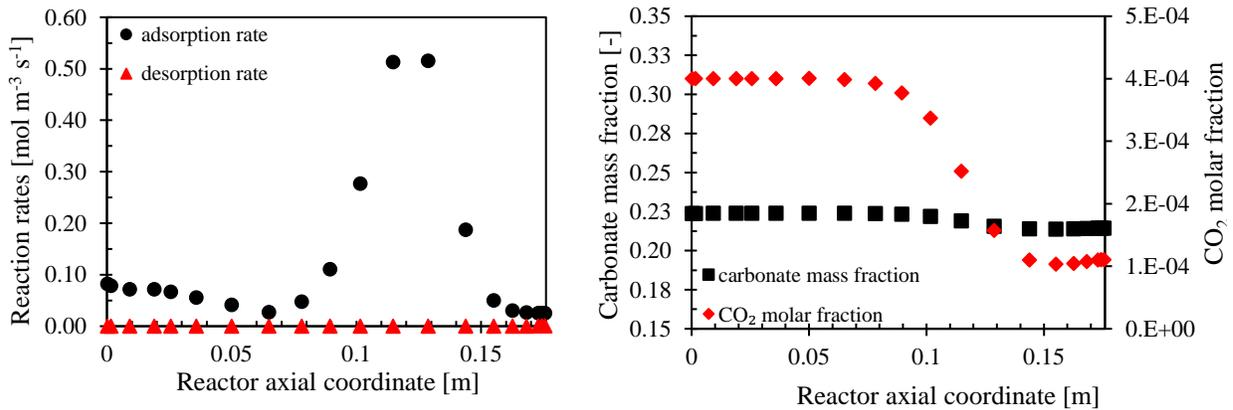 0.60
0.50
0.40
0.30
0.20
0.10
0.00
Reaction rates [mol m⁻³ s⁻¹]
adsorption rate
desorption rate
0 0.05 0.1 0.15
Reactor axial coordinate [m]
0.35
0.33
0.30
0.28
0.25
0.23
0.20
0.18
0.15
Carbonate mass fraction [-]
carbonate mass fraction
CO₂ molar fraction
5.E-04
4.E-04
3.E-04
2.E-04
1.E-04
0.E+00
CO₂ molar fraction
0 0.05 0.1 0.15
Reactor axial coordinate [m]